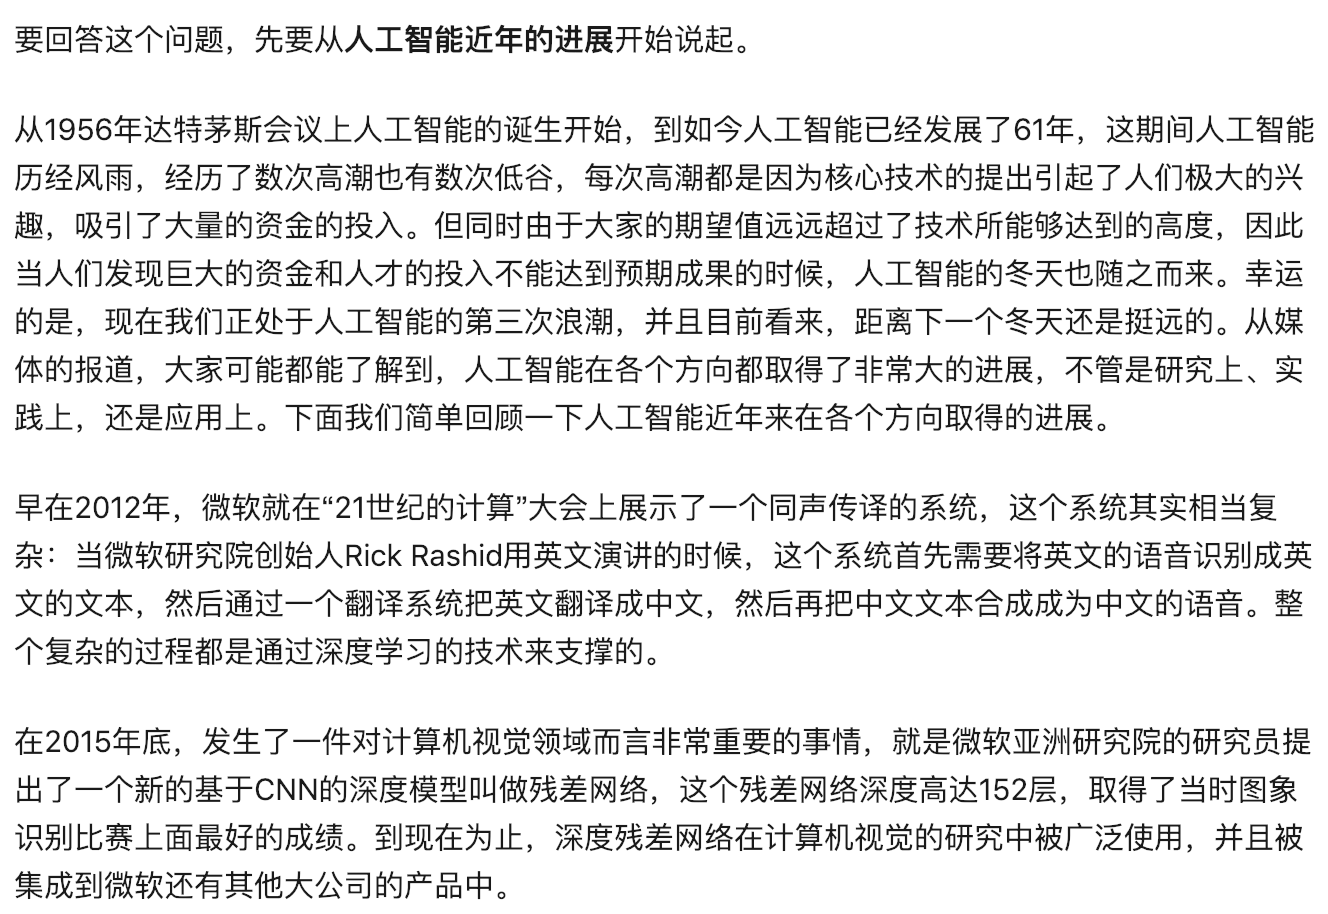 要回答这个问题，先要从人工智能近年的进展开始说起。
从1956年达特茅斯会议上人工智能的诞生开始，到如今人工智能已经发展了61年，这期间人工智能
历经风雨，经历了数次高潮也有数次低谷，每次高潮都是因为核心技术的提出引起了人们极大的兴
趣，吸引了大量的资金的投入。但同时由于大家的期望值远远超过了技术所能够达到的高度，因此
当人们发现巨大的资金和人才的投入不能达到预期成果的时候，人工智能的冬天也随之而来。幸运
的是，现在我们正处于人工智能的第三次浪潮，并且目前看来，距离下一个冬天还是挺远的。从媒
体的报道，大家可能都能了解到，人工智能在各个方向都取得了非常大的进展，不管是研究上、实
践上，还是应用上。下面我们简单回顾一下人工智能近年来在各个方向取得的进展。
早在2012年，微软就在“21世纪的计算”大会上展示了一个同声传译的系统，这个系统其实相当复
杂：当微软研究院创始人Rick Rashid用英文演讲的时候，这个系统首先需要将英文的语音识别成英
文的文本，然后通过一个翻译系统把英文翻译成中文，然后再把中文文本合成成为中文的语音。整
个复杂的过程都是通过深度学习的技术来支撑的。
在2015年底，发生了一件对计算机视觉领域而言非常重要的事情，就是微软亚洲研究院的研究员提
出了一个新的基于CNN的深度模型叫做残差网络，这个残差网络深度高达152层，取得了当时图象
识别比赛上面最好的成绩。到现在为止，深度残差网络在计算机视觉的研究中被广泛使用，并且被
集成到微软还有其他大公司的产品中。